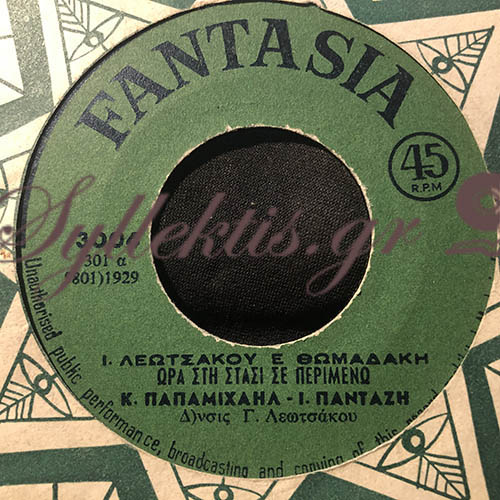 FANTASIA
45
R.P.M
301 α
(801)1929
Syllektis.gr
Ι. ΛΕΩΤΣΑΚΟΥ Ε ΘΩΜΑΔΑΚΗ
ΩΡΑ ΣΤΗ ΣΤΑΣΙ ΣΕ ΠΕΡΙΜΕΝΩ
Κ. ΠΑΠΑΜΙΧΑΗΛ - Ι. ΠΑΝΤΑΖΗ
Δ)νσις Γ. Λεωτσάκου
Unauthorised public performance, broadcasting and copying of this